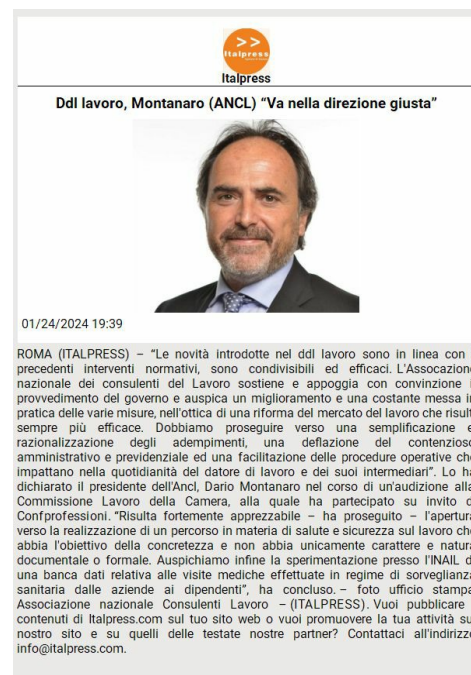 >>
Italpress
Italpress
Ddl lavoro, Montanaro (ANCL) “Va nella direzione giusta”
01/24/2024 19:39
ROMA (ITALPRESS) – “Le novità introdotte nel ddl lavoro sono in linea con
precedenti interventi normativi, sono condivisibili ed efficaci. L'Assocazione
nazionale dei consulenti del Lavoro sostiene e appoggia con convinzione
provvedimento del governo e auspica un miglioramento e una costante messa in
pratica delle varie misure, nell'ottica di una riforma del mercato del lavoro che risulti
sempre più efficace. Dobbiamo proseguire verso una semplificazione e
razionalizzazione degli adempimenti, una deflazione del contenzioso
amministrativo e previdenziale ed una facilitazione delle procedure operative che
impattano nella quotidianità del datore di lavoro e dei suoi intermediari”. Lo ha
dichiarato il presidente dell'Ancl, Dario Montanaro nel corso di un'audizione alla
Commissione Lavoro della Camera, alla quale ha partecipato su invito di
Confprofessioni. “Risulta fortemente apprezzabile – ha proseguito – l'apertura
verso la realizzazione di un percorso in materia di salute e sicurezza sul lavoro che
abbia l'obiettivo della concretezza e non abbia unicamente carattere e natura
documentale o formale. Auspichiamo infine la sperimentazione presso l'INAIL di
una banca dati relativa alle visite mediche effettuate in regime di sorveglianza
sanitaria dalle aziende ai dipendenti”, ha concluso. – foto ufficio stampa
Associazione nazionale Consulenti Lavoro – (ITALPRESS). Vuoi pubblicare
contenuti di Italpress.com sul tuo sito web o vuoi promuovere la tua attività sul
nostro sito e su quelli delle testate nostre partner? Contattaci all'indirizzo
info@italpress.com.